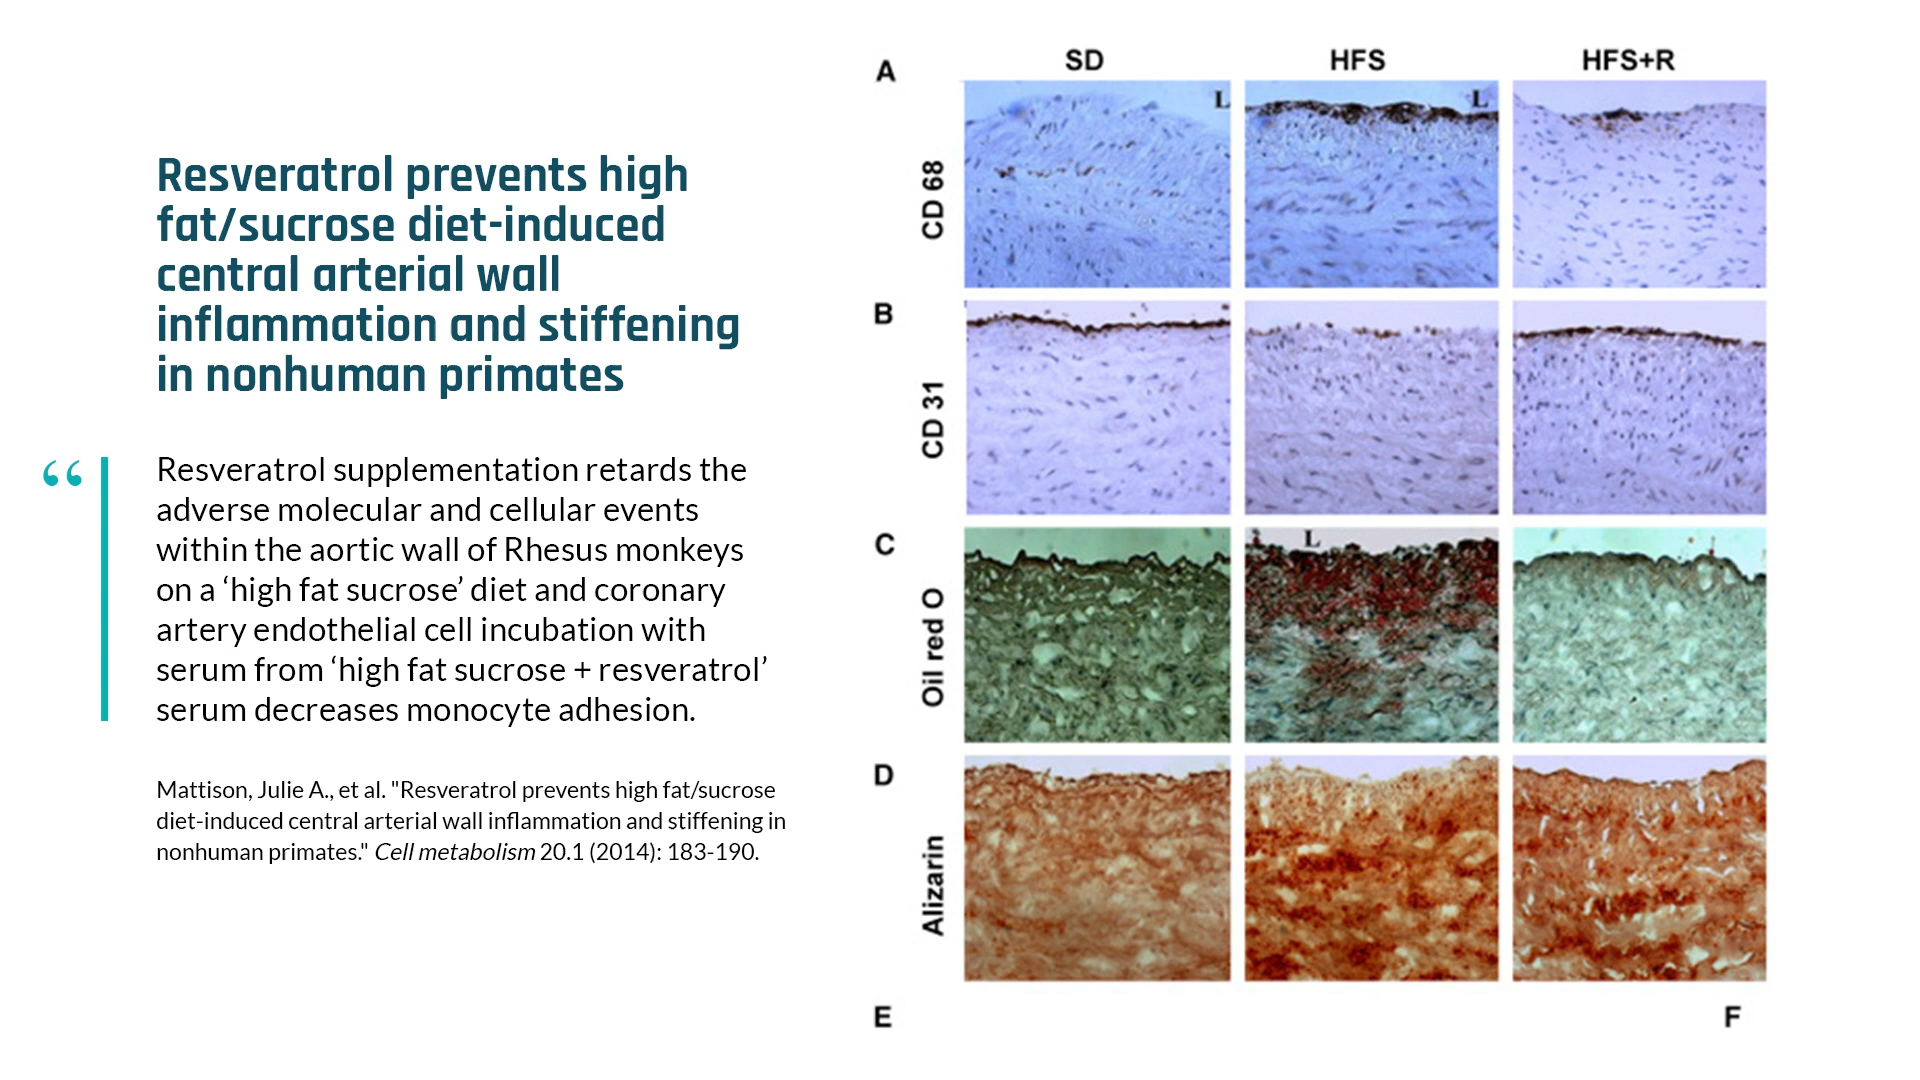 Resveratrol prevents high
fat/sucrose diet-induced
central arterial wall
inflammation and stiffening
in nonhuman primates
“
Resveratrol supplementation retards the
adverse molecular and cellular events
within the aortic wall of Rhesus monkeys
on a ‘high fat sucrose’ diet and coronary
artery endothelial cell incubation with
serum from ‘high fat sucrose + resveratrol’
serum decreases monocyte adhesion.
Mattison, Julie A., et al. "Resveratrol prevents high fat/sucrose
diet-induced central arterial wall inflammation and stiffening in
nonhuman primates." Cell metabolism 20.1 (2014): 183-190.
A SD HFS HFS+R
L L
CD 68
B
CD 31
C
L
Oil red O
D
Alizarin
E F